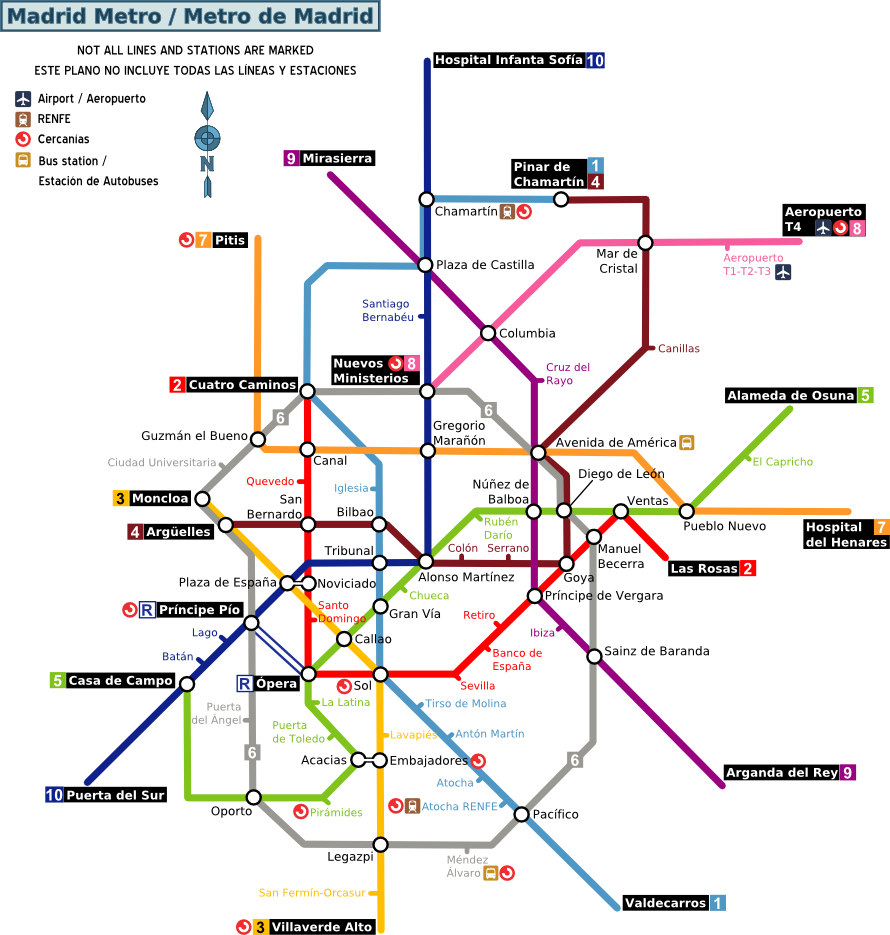 Madrid Metro / Metro de Madrid
NOT ALL LINES AND STATIONS ARE MARKED
ESTE PLANO NO INCLUYE TODAS LAS LÍNEAS Y ESTACIONES
Airport / Aeropuerto
RENFE
Cercanías
Bus station /
Estación de Autobuses
N
Hospital Infanta Sofía 10
9 Mirasierra
Pinar de 1
Chamartín 4
Chamartín
Aeropuerto
T4 8
7 Pitis
Mar de
Cristal
Aeropuerto
T1-T2-T3
Plaza de Castilla
Santiago
Bernabéu
Columbia
Canillas
Nuevos 8
Ministerios
Cruz del
Rayo
2 Cuatro Caminos
6
6
Alameda de Osuna 5
Guzmán el Bueno
Gregorio
Marañón
Avenida de América
Canal
Ciudad Universitaria
El Capricho
Diego de León
Quevedo
Iglesia
Núñez de
Balboa
3 Moncloa
San
Bernardo
Bilbao
Ventas
4 Argüelles
Rubén
Darío
Pueblo Nuevo
Hospital 7
del Henares
Tribunal
Colón
Serrano
Manuel
Becerra
Las Rosas 2
Plaza de España
Noviciado
Alonso Martínez
Goya
Chueca
Príncipe de Vergara
R Príncipe Pío
Santo
Domingo
Gran Vía
Retiro
Lago
Callao
Ibiza
Batán
Banco de
España
Sainz de Baranda
5 Casa de Campo
R Ópera
Sol
Sevilla
Puerta
del Ángel
La Latina
Tirso de Molina
Puerta
de Toledo
Lavapiés
Antón Martín
6
Acacias
Embajadores
6
Arganda del Rey 9
Atocha
10 Puerta del Sur
Oporto
Pirámides
Atocha RENFE
Pacífico
Legazpi
Méndez
Álvaro
San Fermín-Orcasur
Valdecarros 1
3 Villaverde Alto